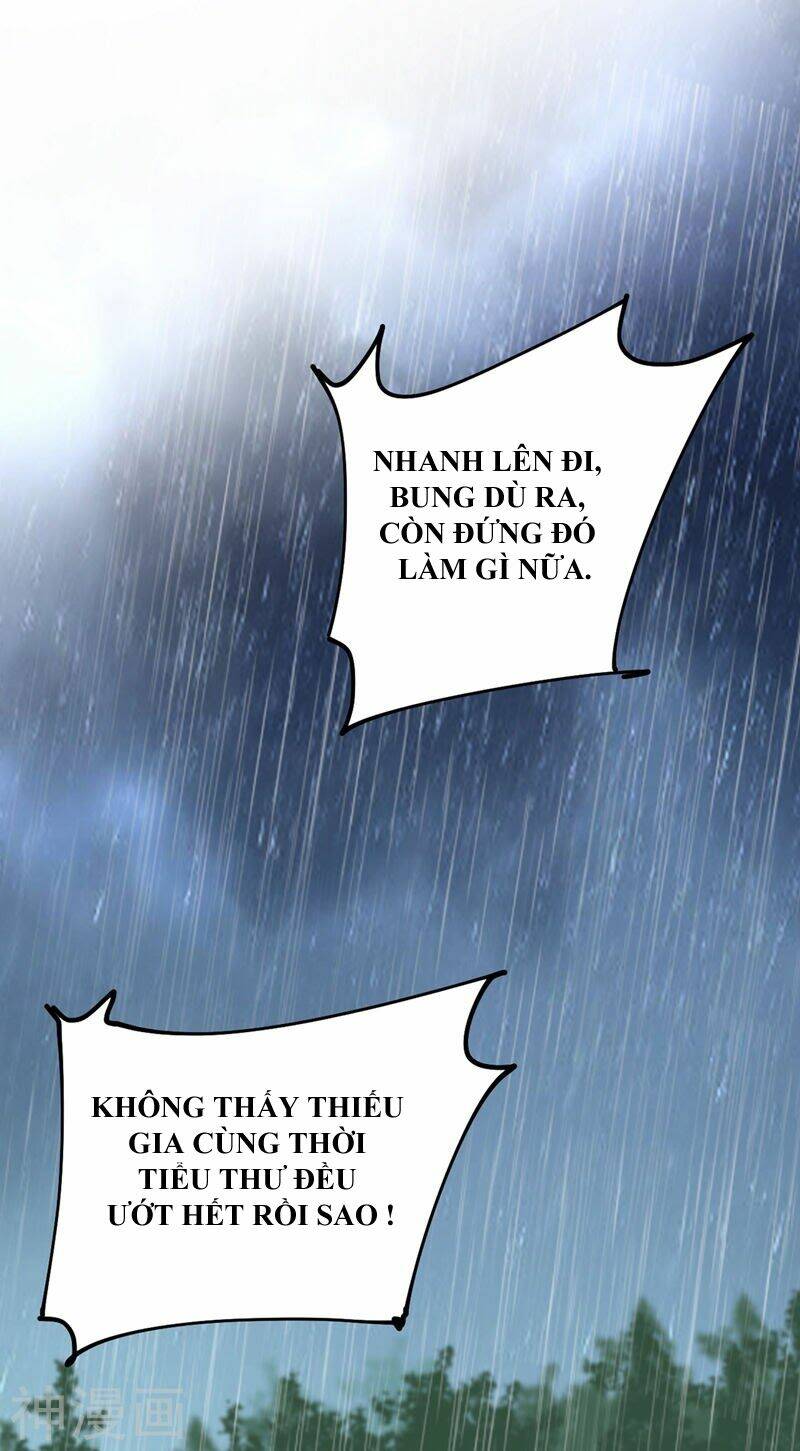 NHANH LÊN ĐI,
BUNG DÙ RA,
CÒN ĐỨNG ĐÓ
LÀM GÌ NỮA.
KHÔNG THẤY THIẾU
GIA CÙNG THỜI
TIỂU THƯ ĐỀU
ƯỚT HẾT RỒI SAO !
神漫画